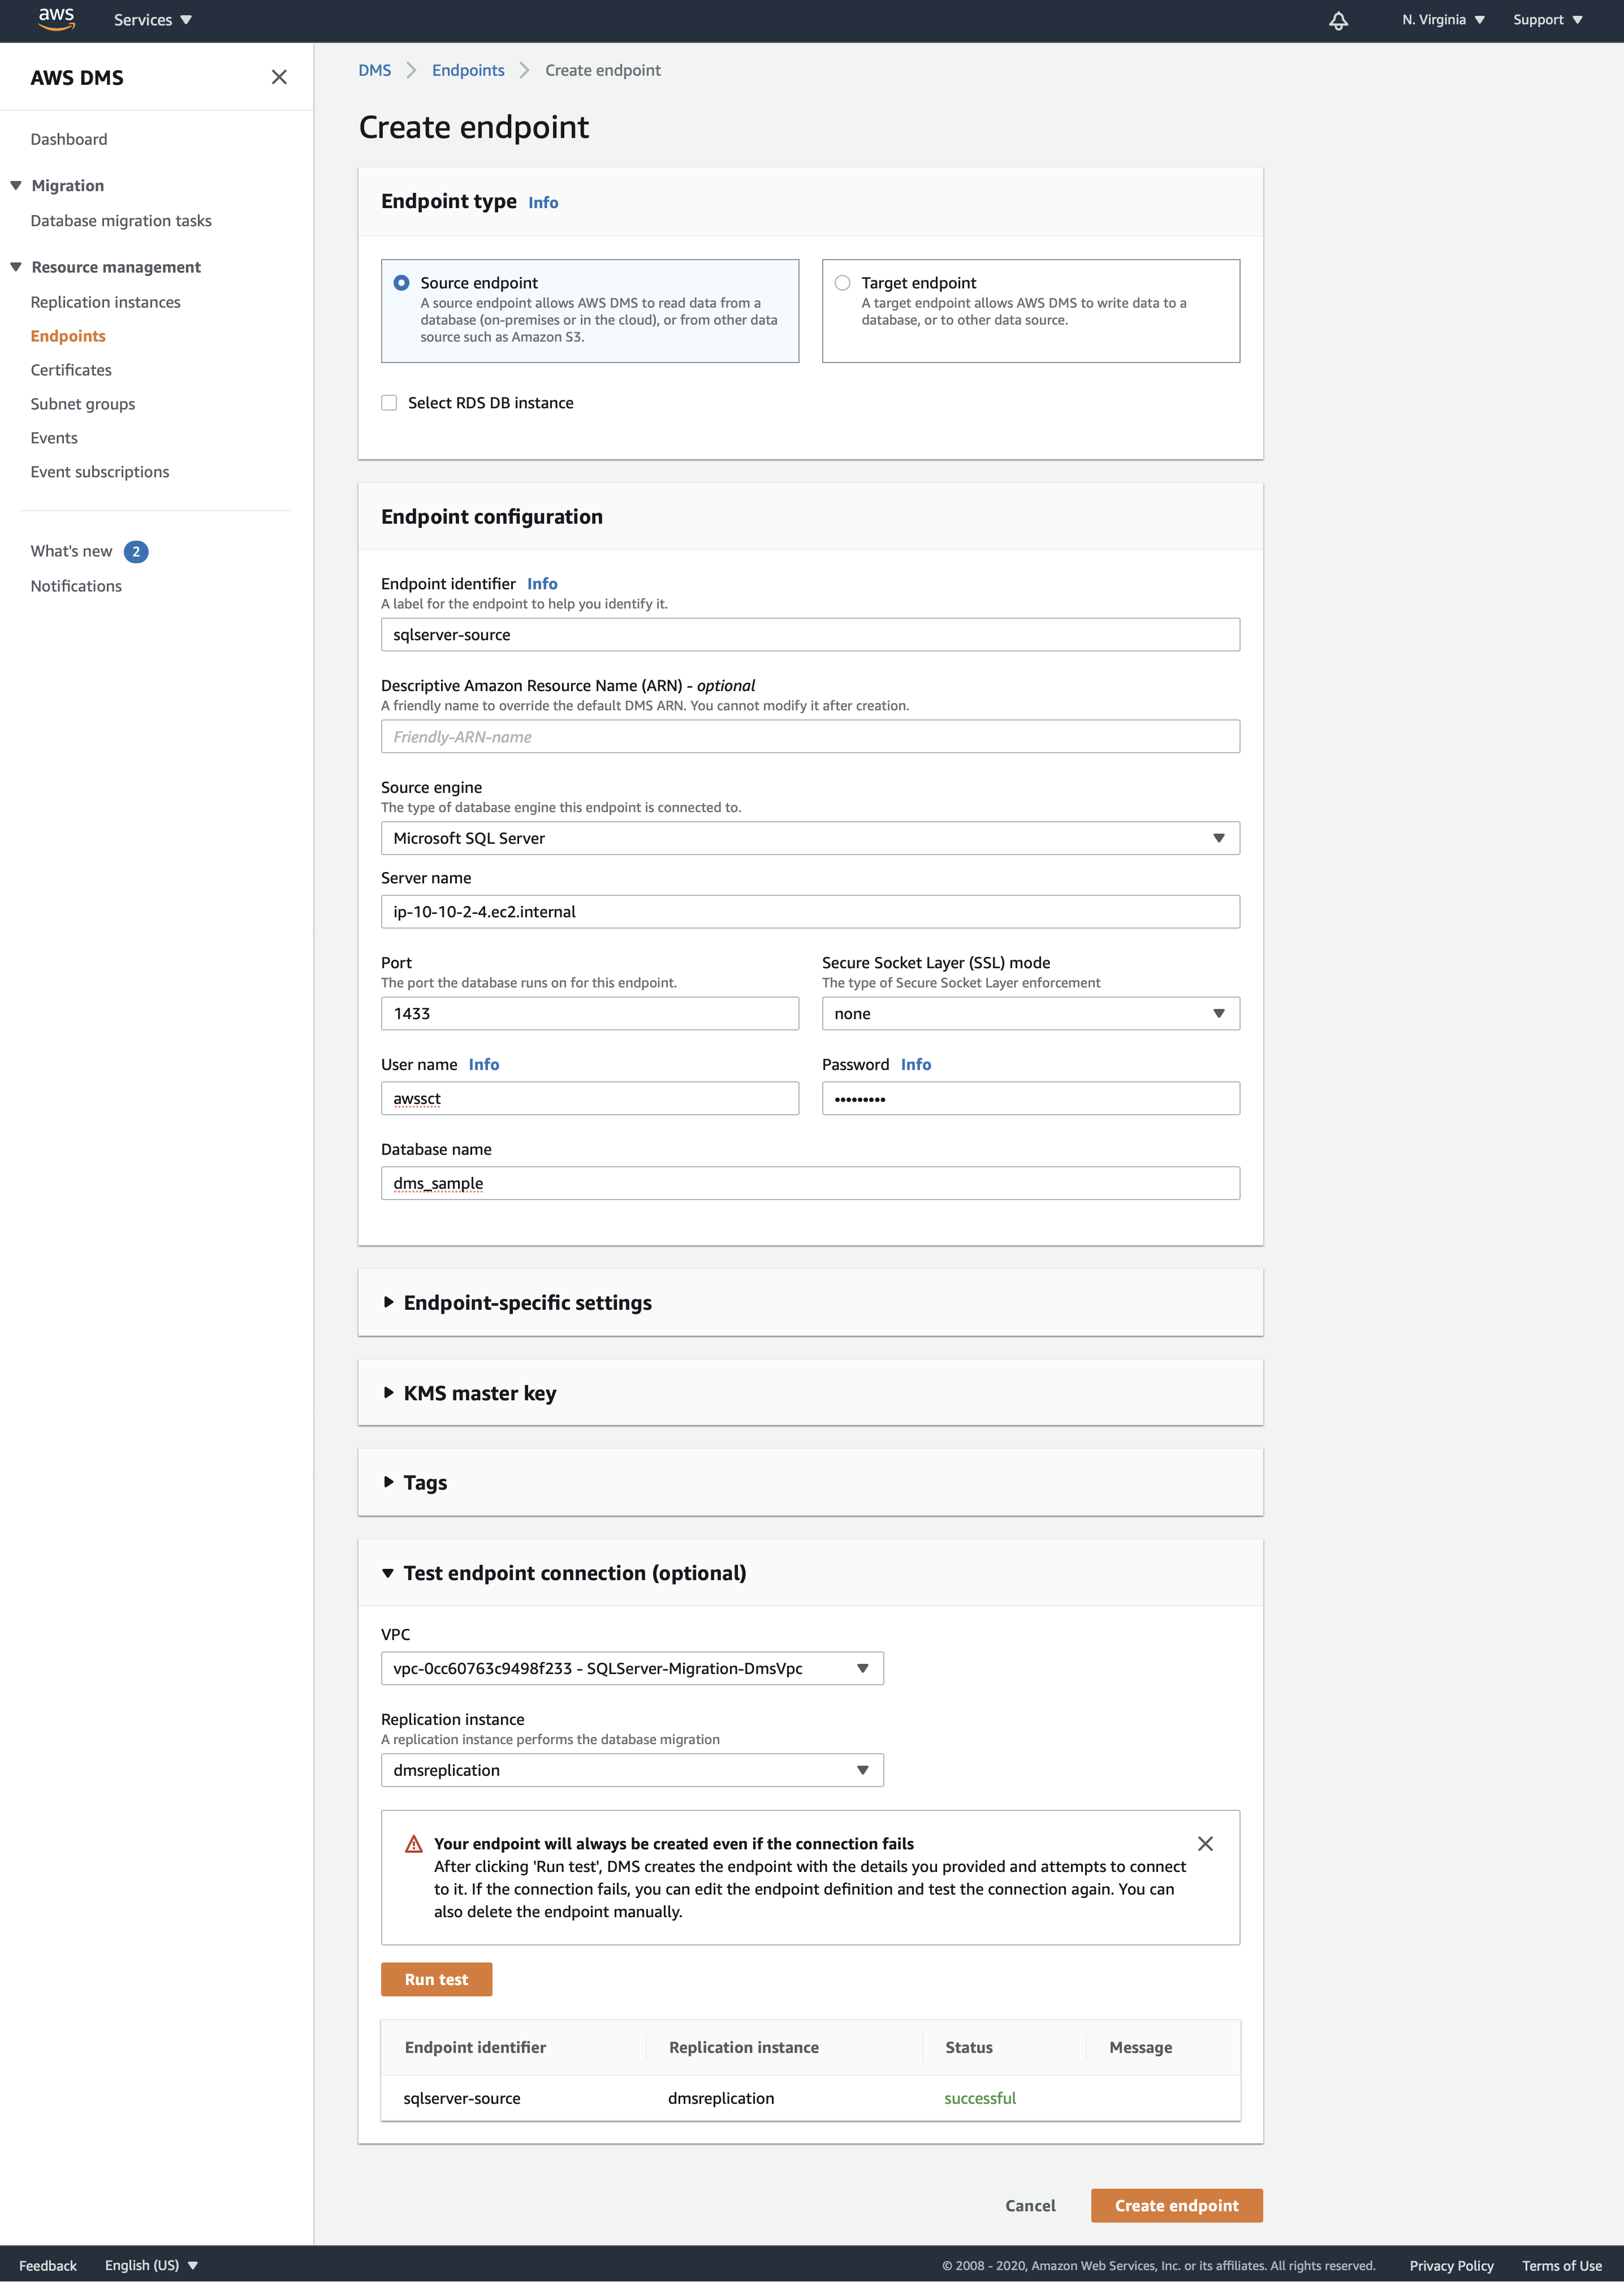 aws
Services
N. Virginia
Support
AWS DMS
Dashboard
Migration
Database migration tasks
Resource management
Replication instances
Endpoints
Certificates
Subnet groups
Events
Event subscriptions
What's new 2
Notifications
DMS Endpoints Create endpoint
Create endpoint
Endpoint type Info
Source endpoint
A source endpoint allows AWS DMS to read data from a
database (on-premises or in the cloud), or from other data
source such as Amazon S3.
Target endpoint
A target endpoint allows AWS DMS to write data to a
database, or to other data source.
Select RDS DB instance
Endpoint configuration
Endpoint identifier Info
A label for the endpoint to help you identify it.
sqlserver-source
Descriptive Amazon Resource Name (ARN) - optional
A friendly name to override the default DMS ARN. You cannot modify it after creation.
Friendly-ARN-name
Source engine
The type of database engine this endpoint is connected to.
Microsoft SQL Server
Server name
ip-10-10-2-4.ec2.internal
Port
The port the database runs on for this endpoint.
1433
Secure Socket Layer (SSL) mode
The type of Secure Socket Layer enforcement
none
User name Info
awssct
Password Info
•••••••••
Database name
dms_sample
Endpoint-specific settings
KMS master key
Tags
Test endpoint connection (optional)
VPC
vpc-0cc60763c9498f233 - SQLServer-Migration-DmsVpc
Replication instance
A replication instance performs the database migration
dmsreplication
Your endpoint will always be created even if the connection fails
After clicking 'Run test', DMS creates the endpoint with the details you provided and attempts to connect
to it. If the connection fails, you can edit the endpoint definition and test the connection again. You can
also delete the endpoint manually.
Run test
Endpoint identifier Replication instance Status Message
sqlserver-source dmsreplication successful
Cancel Create endpoint
Feedback English (US) © 2008 - 2020, Amazon Web Services, Inc. or its affiliates. All rights reserved. Privacy Policy Terms of Use